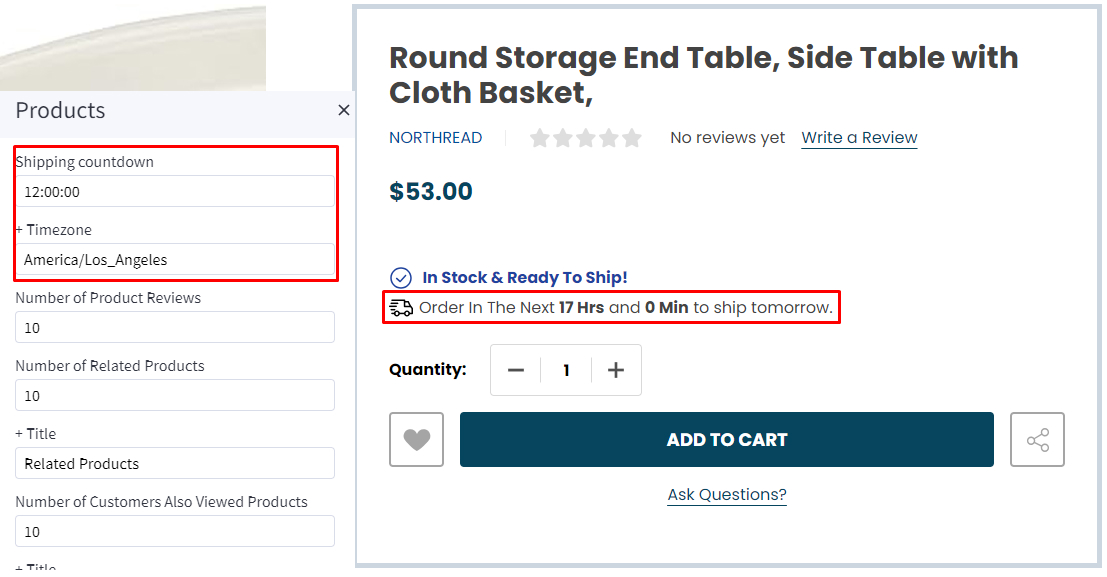 Products
×
Shipping countdown
12:00:00
+ Timezone
America/Los_Angeles
Number of Product Reviews
10
Number of Related Products
10
+ Title
Related Products
Number of Customers Also Viewed Products
10
+ Title
Round Storage End Table, Side Table with
Cloth Basket,
NORTHREAD No reviews yet Write a Review
$53.00
In Stock & Ready To Ship!
Order In The Next 17 Hrs and 0 Min to ship tomorrow.
Quantity: − 1 +
ADD TO CART
Ask Questions?